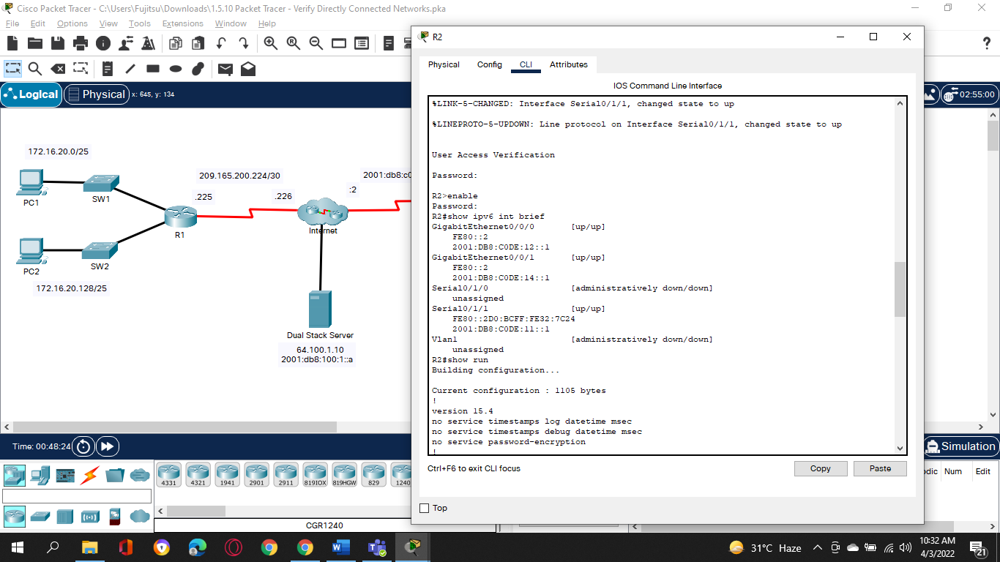 Cisco Packet Tracer - C:\Users\Fujitsu\Downloads\1.5.10 Packet Tracer - Verify Directly Connected Networks.pka
File Edit Options View Tools Extensions Window Help
Logical
Physical
x: 645, y: 134
02:55:00
172.16.20.0/25
PC1
SW1
209.165.200.224/30
.225
.226
R1
Internet
:2
2001:db8:c0
PC2
SW2
172.16.20.128/25
Dual Stack Server
64.100.1.10
2001:db8:100:1::a
R2
Physical Config CLI Attributes
IOS Command Line Interface
%LINK-5-CHANGED: Interface Serial0/1/1, changed state to up
%LINEPROTO-5-UPDOWN: Line protocol on Interface Serial0/1/1, changed state to up
User Access Verification
Password:
R2>enable
Password:
R2#show ipv6 int brief
GigabitEthernet0/0/0 [up/up]
FE80::2
2001:DB8:C0DE:12::1
GigabitEthernet0/0/1 [up/up]
FE80::2
2001:DB8:C0DE:14::1
Serial0/1/0 [administratively down/down]
unassigned
Serial0/1/1 [up/up]
FE80::2D0:BCFF:FE32:7C24
2001:DB8:C0DE:11::1
Vlan1 [administratively down/down]
unassigned
R2#show run
Building configuration...
Current configuration : 1105 bytes
!
version 15.4
no service timestamps log datetime msec
no service timestamps debug datetime msec
no service password-encryption
!
Ctrl+F6 to exit CLI focus
Copy
Paste
Top
Time: 00:48:24
Simulation
4331 4321 1941 2901 2911 819IOX 819HGW 829 1240
CGR1240
dic Num Edit
31°C Haze
10:32 AM
4/3/2022
21